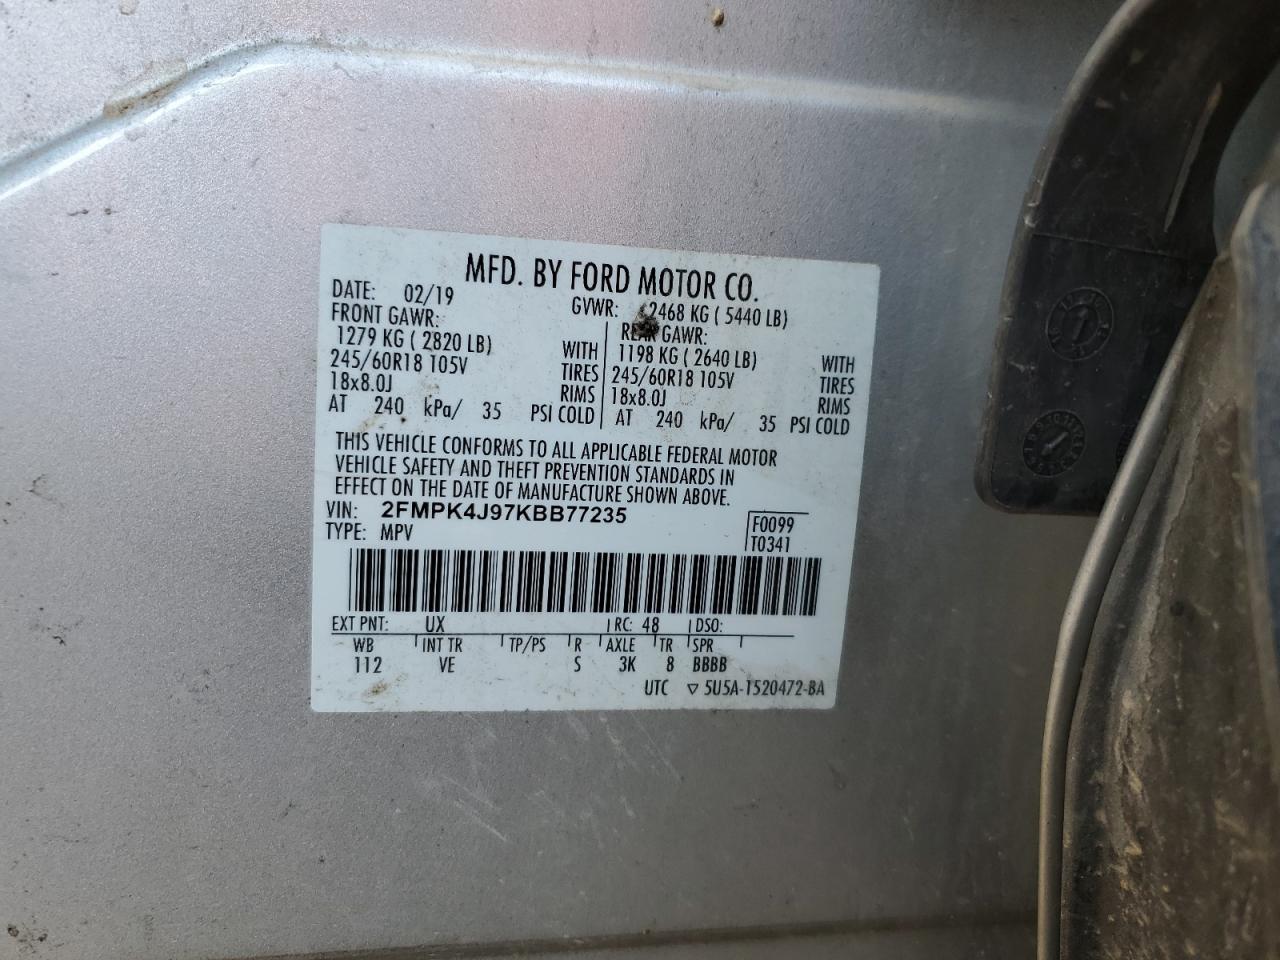 MFD. BY FORD MOTOR CO.
DATE: 02/19 GVWR: 2468 KG ( 5440 LB)
FRONT GAWR: REAR GAWR:
1279 KG ( 2820 LB) WITH 1198 KG ( 2640 LB) WITH
245/60R18 105V TIRES 245/60R18 105V TIRES
18x8.0J RIMS 18x8.0J RIMS
AT 240 kPa/ 35 PSI COLD AT 240 kPa/ 35 PSI COLD
THIS VEHICLE CONFORMS TO ALL APPLICABLE FEDERAL MOTOR
VEHICLE SAFETY AND THEFT PREVENTION STANDARDS IN
EFFECT ON THE DATE OF MANUFACTURE SHOWN ABOVE.
VIN: 2FMPK4J97KBB77235 F0099
TYPE: MPV T0341
EXT PNT: UX RC: 48 DSO:
WB INT TR TP/PS R AXLE TR SPR
112 VE S 3K 8 BBBB
UTC ▽ 5U5A-1520472-BA